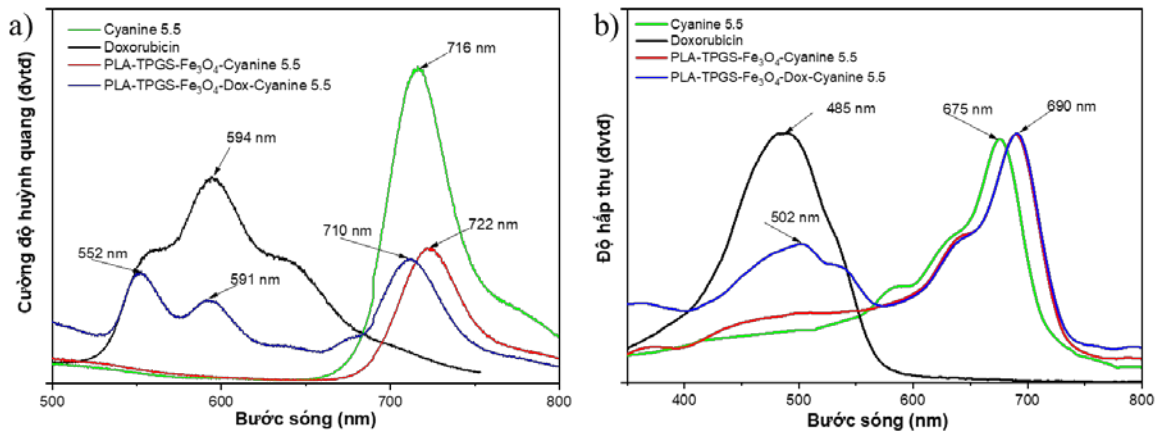 a)
Cyanine 5.5
Doxorubicin
PLA-TPGS-Fe₃O₄-Cyanine 5.5
PLA-TPGS-Fe₃O₄-Dox-Cyanine 5.5
716 nm
594 nm
552 nm
591 nm
710 nm
722 nm
Cường độ huỳnh quang (đvtđ)
500
600
700
800
Bước sóng (nm)
b)
Cyanine 5.5
Doxorubicin
PLA-TPGS-Fe₃O₄-Cyanine 5.5
PLA-TPGS-Fe₃O₄-Dox-Cyanine 5.5
485 nm
675 nm
690 nm
502 nm
Độ hấp thụ (đvtđ)
400
500
600
700
800
Bước sóng (nm)